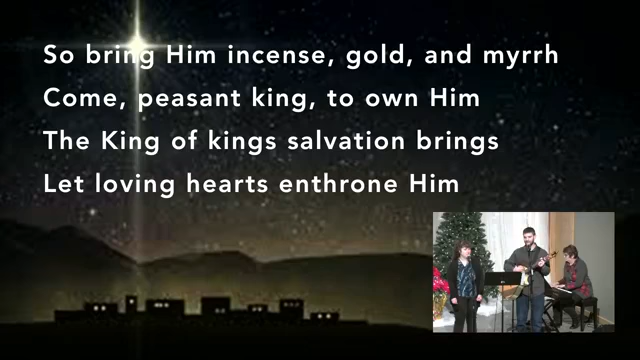 So bring Him incense, gold, and myrrh
Come, peasant king, to own Him
The King of kings salvation brings
Let loving hearts enthrone Him